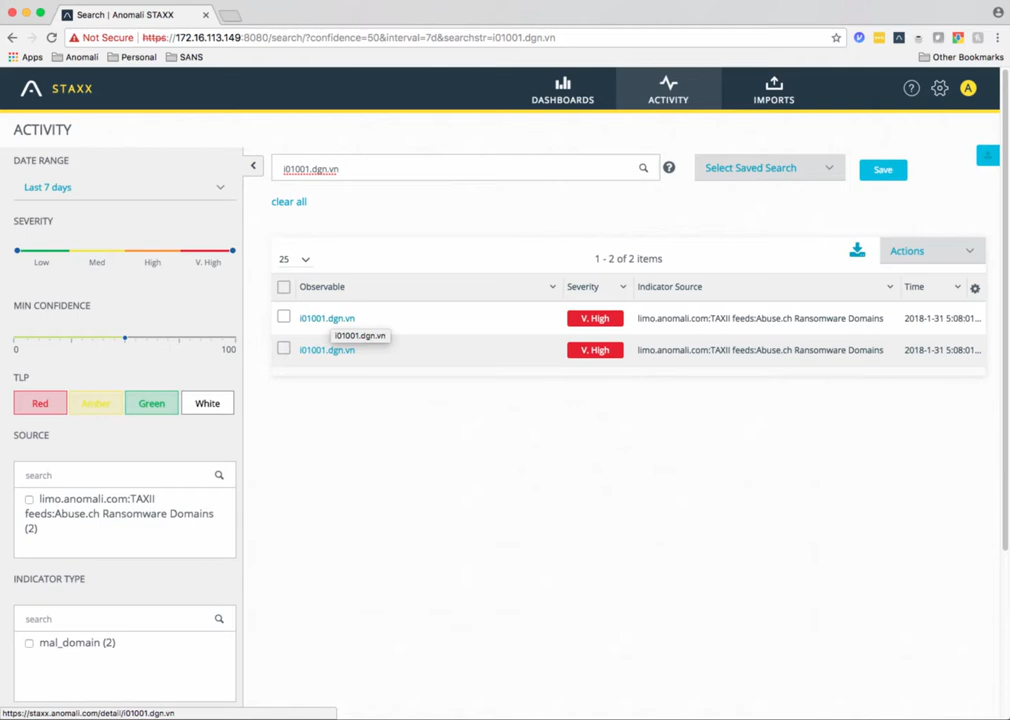 Search | Anomali STAXX
Not Secure https://172.16.113.149:8080/search/?confidence=50&interval=7d&searchstr=i01001.dgn.vn
Apps Anomali Personal SANS Other Bookmarks
STAXX DASHBOARDS ACTIVITY IMPORTS ? A
ACTIVITY
DATE RANGE
Last 7 days
SEVERITY
Low Med High V. High
MIN CONFIDENCE
0 100
TLP
Red Amber Green White
SOURCE
search
limo.anomali.com:TAXII
feeds:Abuse.ch Ransomware Domains
(2)
INDICATOR TYPE
search
mal_domain (2)
i01001.dgn.vn ? Select Saved Search Save
clear all
25 1 - 2 of 2 items Actions
Observable Severity Indicator Source Time
i01001.dgn.vn V. High limo.anomali.com:TAXII feeds:Abuse.ch Ransomware Domains 2018-1-31 5:08:01...
i01001.dgn.vn
i01001.dgn.vn V. High limo.anomali.com:TAXII feeds:Abuse.ch Ransomware Domains 2018-1-31 5:08:01...
https://staxx.anomali.com/detail/i01001.dgn.vn